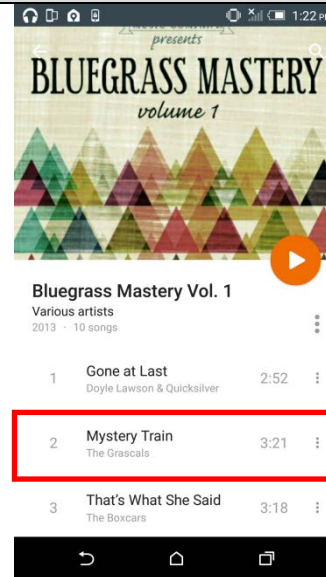 1:22 PM
presents
BLUEGRASS MASTERY
volume 1
Bluegrass Mastery Vol. 1
Various artists
2013 · 10 songs
1 Gone at Last 2:52
Doyle Lawson & Quicksilver
2 Mystery Train 3:21
The Grascals
3 That's What She Said 3:18
The Boxcars